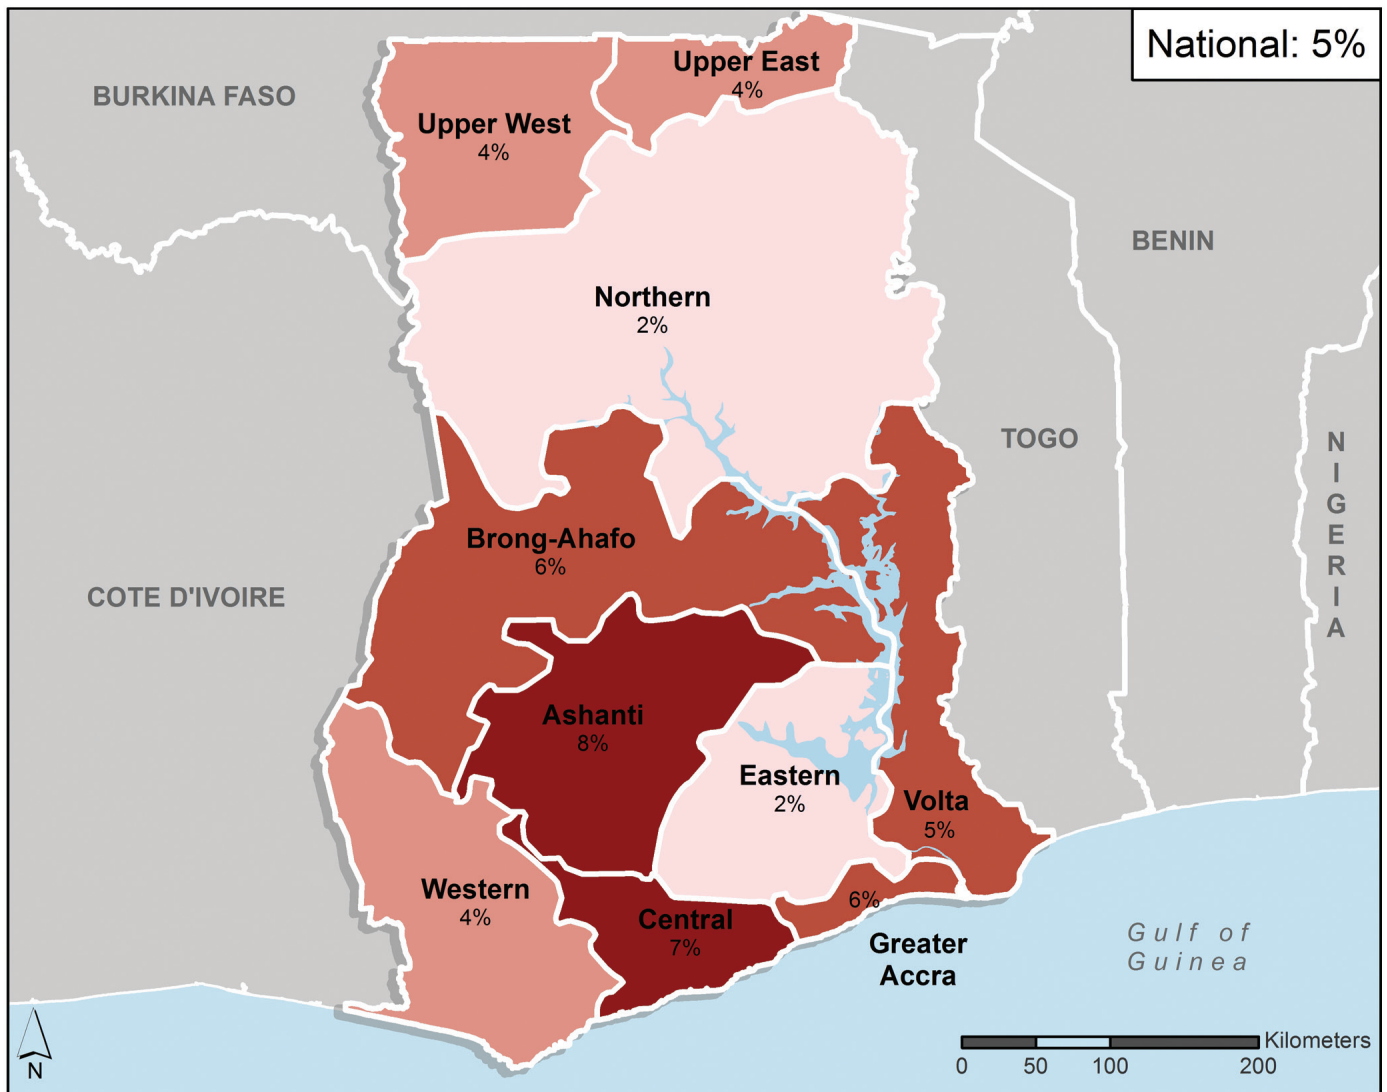 National: 5%
Upper East
4%
BURKINA FASO
Upper West
4%
BENIN
Northern
2%
TOGO
N
I
G
E
R
I
A
Brong-Ahafo
6%
COTE D'IVOIRE
Ashanti
8%
Eastern
2%
Volta
5%
Western
4%
Central
7%
6%
Greater
Accra
Gulf of
Guinea
N
Kilometers
0 50 100 200